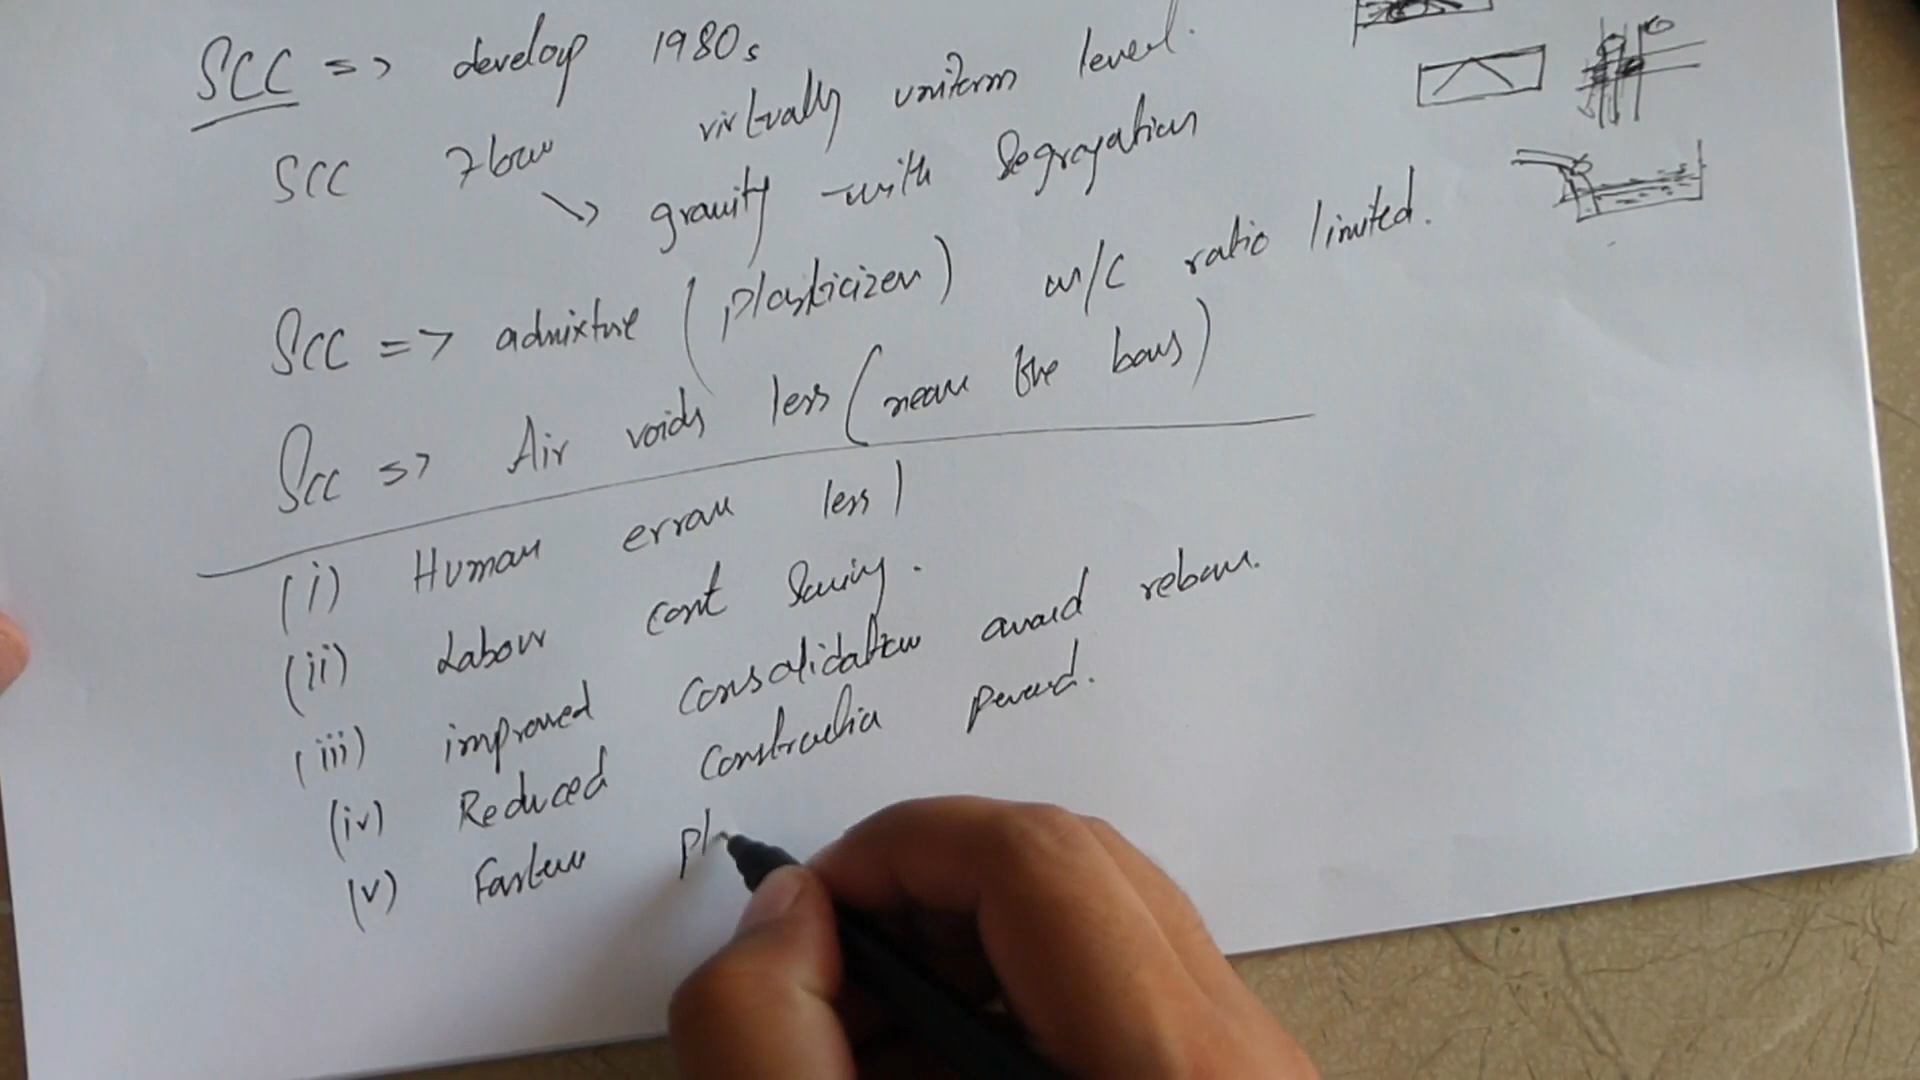 SCC => develop 1980s
SCC flow virtually uniform level.
↘ gravity with Segregation
SCC => admixture (plasticizer) w/c ratio limited.
SCC => Air voids less (near the bars)
(i) Human error less
(ii) Labour cost Saving.
(iii) improved Consolidation around rebar.
(iv) Reduced Construction period.
(v) Faster pl